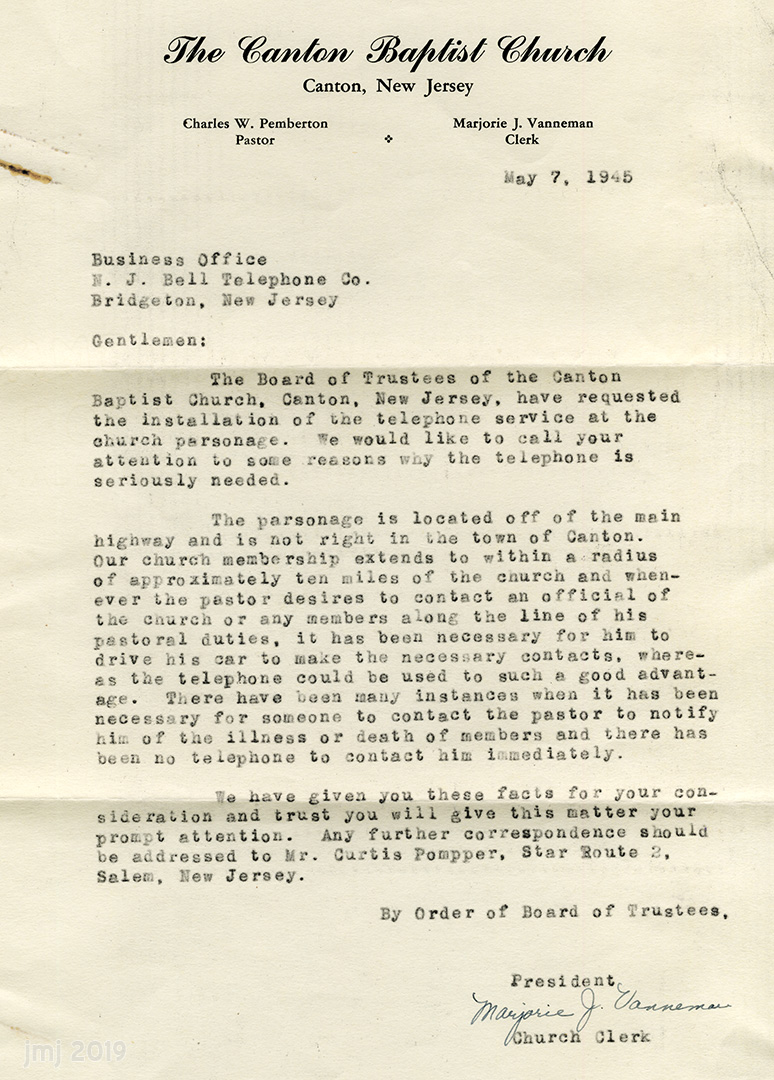 The Canton Baptist Church
Canton, New Jersey
Charles W. Pemberton
Pastor
Marjorie J. Vanneman
Clerk
May 7, 1945
Business Office
N. J. Bell Telephone Co.
Bridgeton, New Jersey
Gentlemen:
The Board of Trustees of the Canton
Baptist Church, Canton, New Jersey, have requested
the installation of the telephone service at the
church parsonage. We would like to call your
attention to some reasons why the telephone is
seriously needed.
The parsonage is located off of the main
highway and is not right in the town of Canton.
Our church membership extends to within a radius
of approximately ten miles of the church and when-
ever the pastor desires to contact an official of
the church or any members along the line of his
pastoral duties, it has been necessary for him to
drive his car to make the necessary contacts, where-
as the telephone could be used to such a good advant-
age. There have been many instances when it has been
necessary for someone to contact the pastor to notify
him of the illness or death of members and there has
been no telephone to contact him immediately.
We have given you these facts for your con-
sideration and trust you will give this matter your
prompt attention. Any further correspondence should
be addressed to Mr. Curtis Pompper, Star Route 2,
Salem, New Jersey.
By Order of Board of Trustees,
President
Marjorie J. Vanneman
Church Clerk
jmj 2019